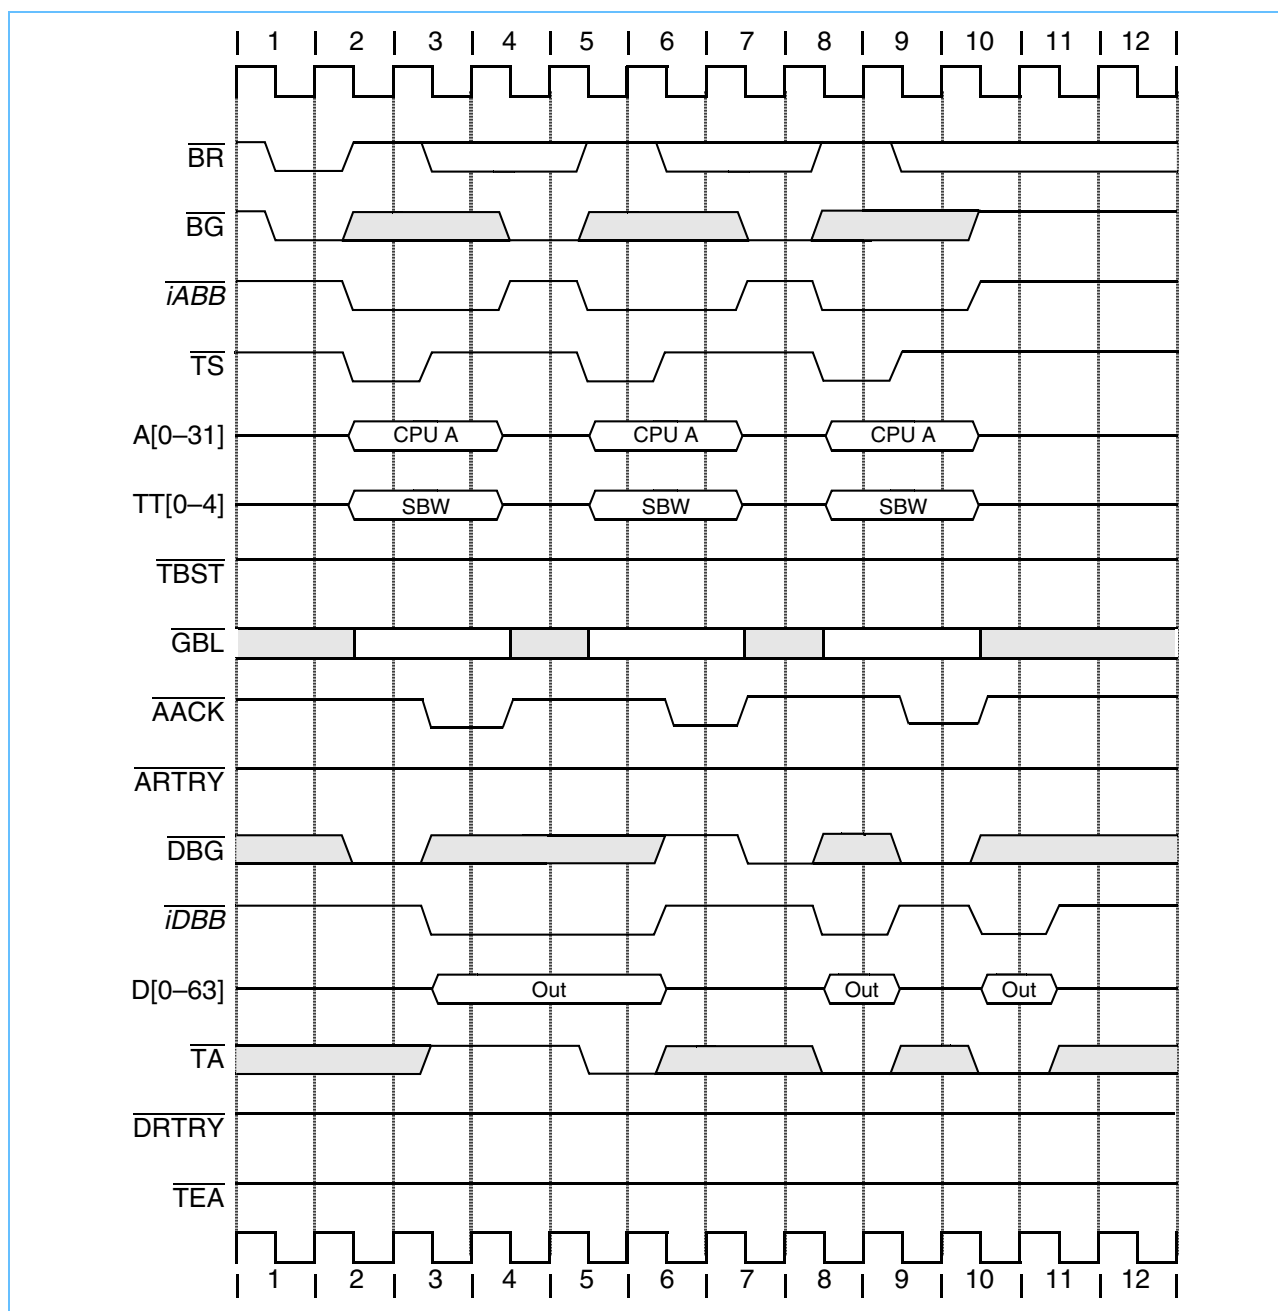 1 2 3 4 5 6 7 8 9 10 11 12
BR
BG
iABB
TS
A[0–31] CPU A CPU A CPU A
TT[0–4] SBW SBW SBW
TBST
GBL
AACK
ARTRY
DBG
iDBB
D[0–63] Out Out Out
TA
DRTRY
TEA
1 2 3 4 5 6 7 8 9 10 11 12